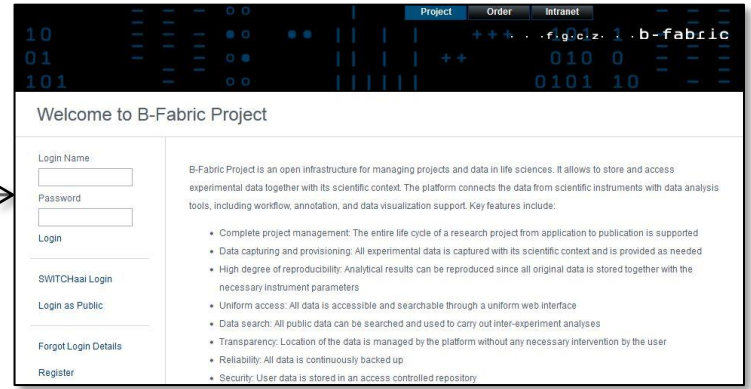 Project Order Intranet
10
01
101
+++
++
0101 1
010 0
0101 10
· · ·f·g·c·z· · ·b-fabric
Welcome to B-Fabric Project
Login Name
Password
Login
SWITCHaai Login
Login as Public
Forgot Login Details
Register
B-Fabric Project is an open infrastructure for managing projects and data in life sciences. It allows to store and access
experimental data together with its scientific context. The platform connects the data from scientific instruments with data analysis
tools, including workflow, annotation, and data visualization support. Key features include:
• Complete project management: The entire life cycle of a research project from application to publication is supported
• Data capturing and provisioning: All experimental data is captured with its scientific context and is provided as needed
• High degree of reproducibility: Analytical results can be reproduced since all original data is stored together with the
necessary instrument parameters
• Uniform access: All data is accessible and searchable through a uniform web interface
• Data search: All public data can be searched and used to carry out inter-experiment analyses
• Transparency: Location of the data is managed by the platform without any necessary intervention by the user
• Reliability: All data is continuously backed up
• Security: User data is stored in an access controlled repository